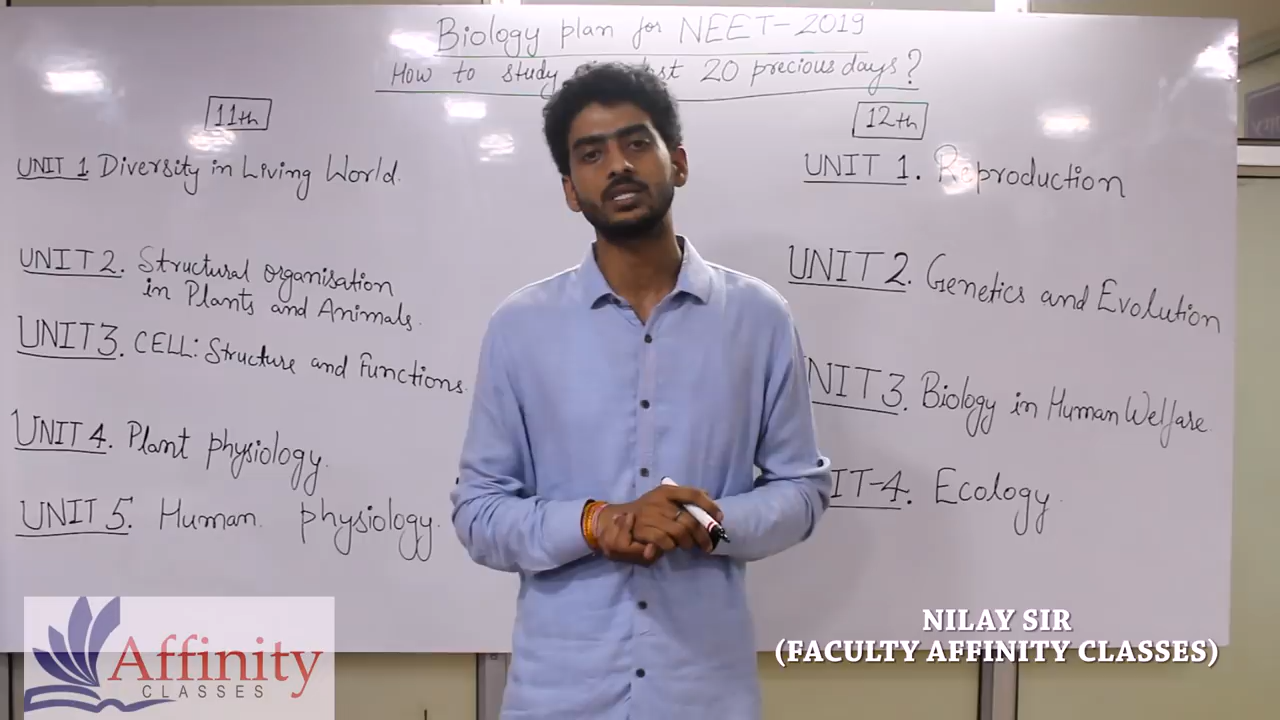 Biology plan for NEET-2019
How to study 20 precious days?
11th
UNIT 1 Diversity in Living World.
UNIT 2. Structural organisation
in Plants and Animals.
UNIT 3. CELL: Structure and Functions.
UNIT 4. Plant physiology.
UNIT 5. Human physiology.
12th
UNIT 1. Reproduction
UNIT 2. Genetics and Evolution
NIT 3. Biology in Human Welfare.
IT-4. Ecology.
Affinity
CLASSES
NILAY SIR
(FACULTY AFFINITY CLASSES)